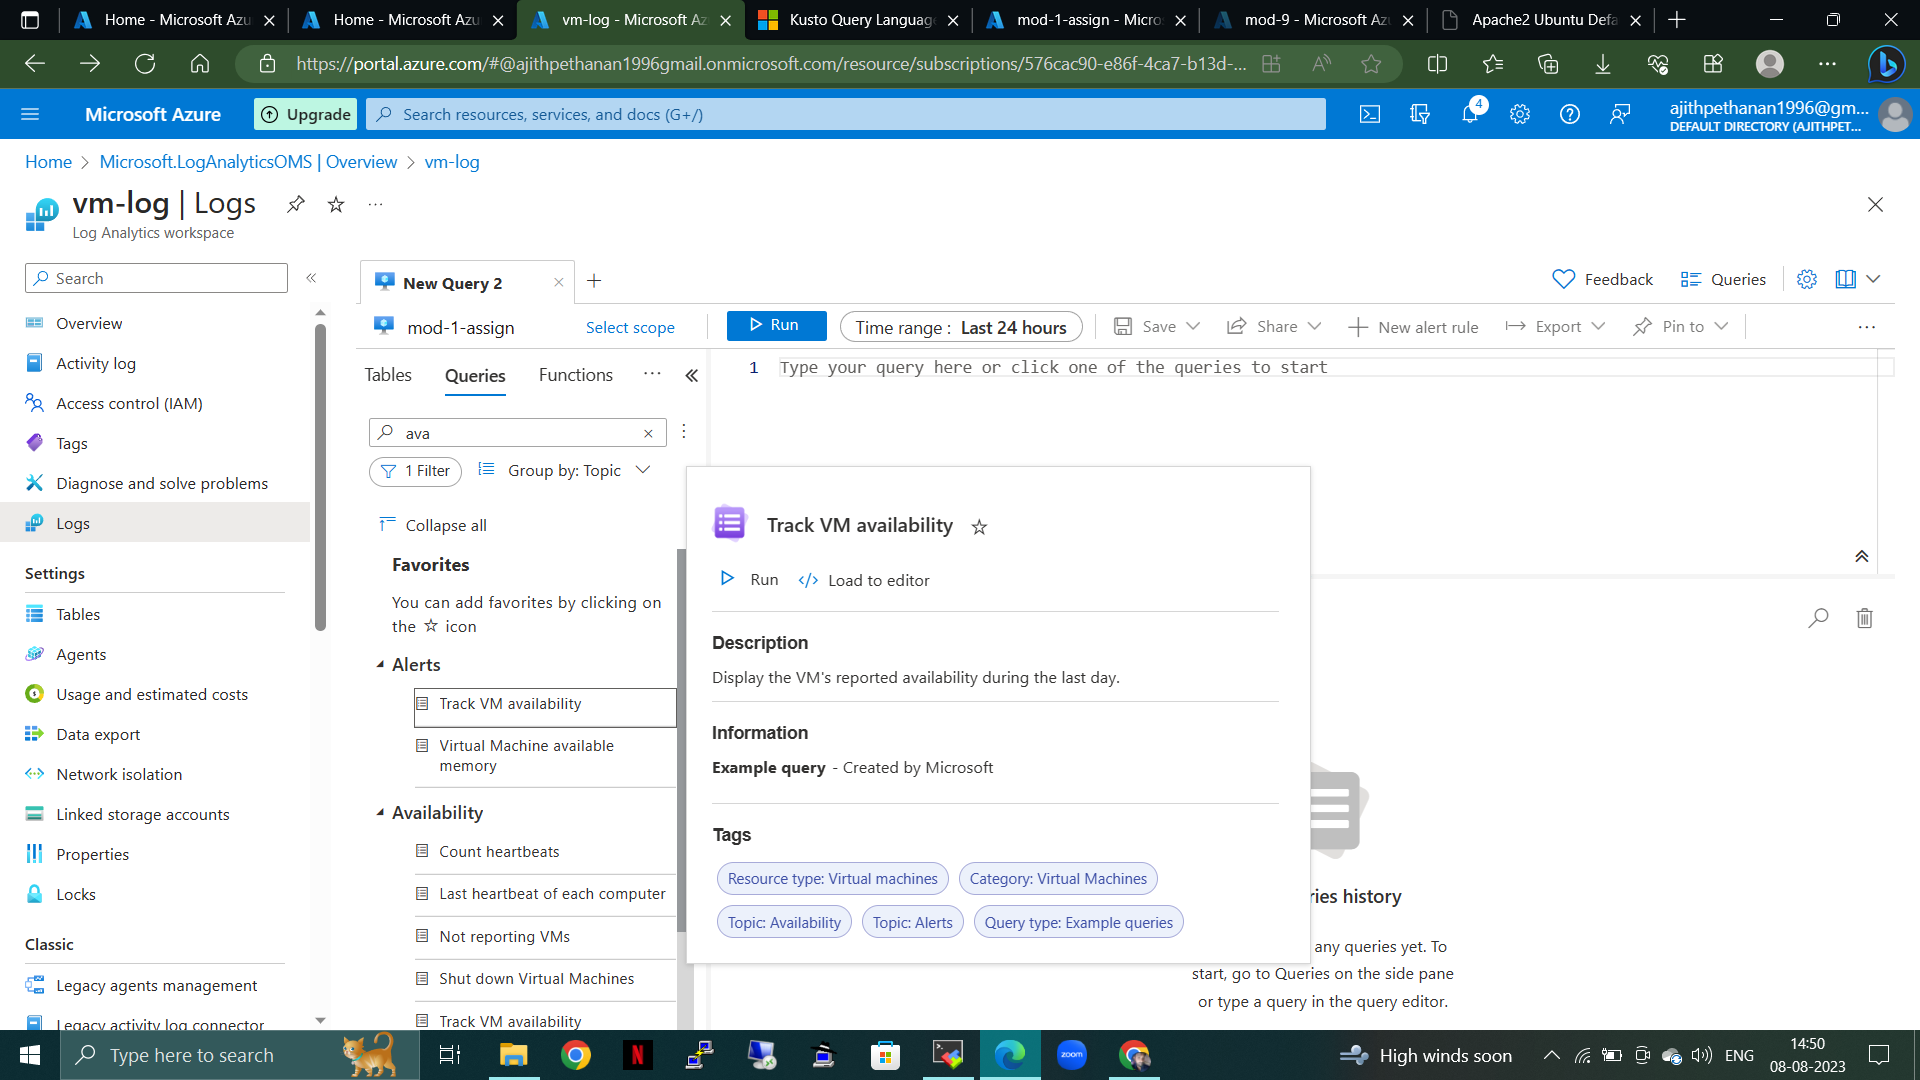 Home - Microsoft Azu
Home - Microsoft Azu
vm-log - Microsoft Az
Kusto Query Language
mod-1-assign - Micros
mod-9 - Microsoft Az
Apache2 Ubuntu Defa
https://portal.azure.com/#@ajithpethanan1996gmail.onmicrosoft.com/resource/subscriptions/576cac90-e86f-4ca7-b13d-...
Microsoft Azure
Upgrade
Search resources, services, and docs (G+/)
4
ajithpethanan1996@gm...
DEFAULT DIRECTORY (AJITHPET...
Home > Microsoft.LogAnalyticsOMS | Overview > vm-log
vm-log | Logs
Log Analytics workspace
Search
Overview
Activity log
Access control (IAM)
Tags
Diagnose and solve problems
Logs
Settings
Tables
Agents
Usage and estimated costs
Data export
Network isolation
Linked storage accounts
Properties
Locks
Classic
Legacy agents management
Legacy activity log connector
New Query 2
Feedback
Queries
mod-1-assign
Select scope
Run
Time range : Last 24 hours
Save
Share
New alert rule
Export
Pin to
Tables
Queries
Functions
1
Type your query here or click one of the queries to start
ava
1 Filter
Group by: Topic
Collapse all
Favorites
You can add favorites by clicking on
the ☆ icon
Alerts
Track VM availability
Virtual Machine available
memory
Availability
Count heartbeats
Last heartbeat of each computer
Not reporting VMs
Shut down Virtual Machines
Track VM availability
Track VM availability
Run
</> Load to editor
Description
Display the VM's reported availability during the last day.
Information
Example query - Created by Microsoft
Tags
Resource type: Virtual machines
Category: Virtual Machines
Topic: Availability
Topic: Alerts
Query type: Example queries
ries history
any queries yet. To
start, go to Queries on the side pane
or type a query in the query editor.
Type here to search
zoom
High winds soon
ENG
14:50
08-08-2023